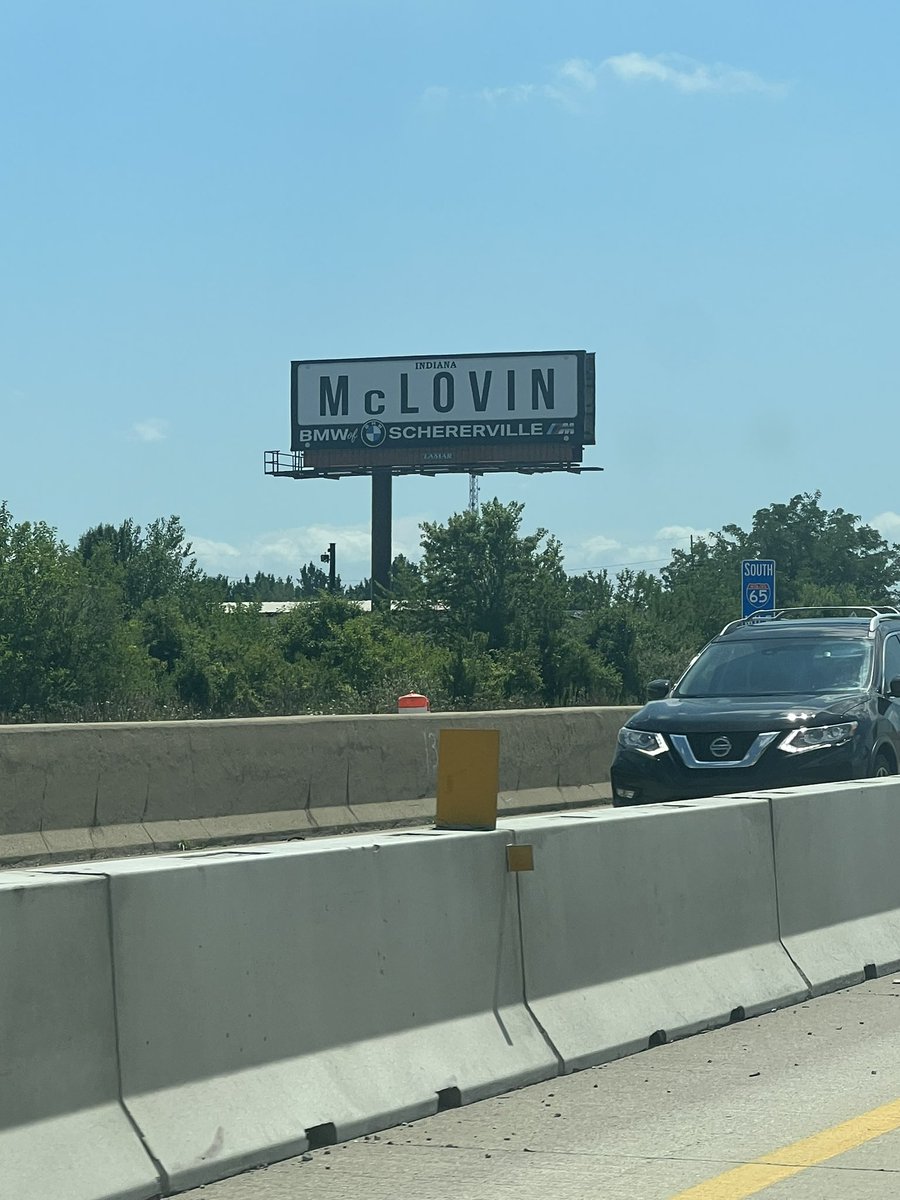 INDIANA
McLOVIN
BMW of SCHERERVILLE M
LAMAR
SOUTH
65